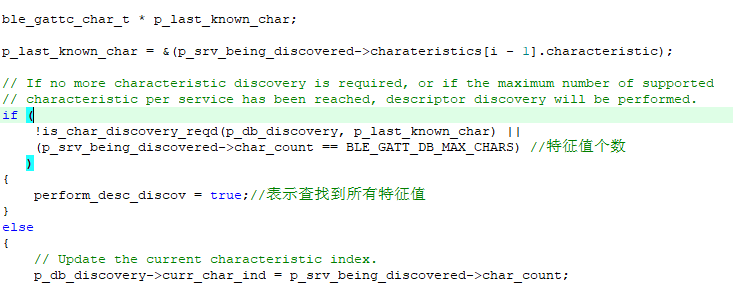 ble_gattc_char_t * p_last_known_char;
p_last_known_char = &(p_srv_being_discovered->charateristics[i - 1].characteristic);
// If no more characteristic discovery is required, or if the maximum number of supported
// characteristic per service has been reached, descriptor discovery will be performed.
if (
!is_char_discovery_reqd(p_db_discovery, p_last_known_char) ||
(p_srv_being_discovered->char_count == BLE_GATT_DB_MAX_CHARS) //特征值个数
)
{
perform_desc_discov = true;//表示查找到所有特征值
}
else
{
// Update the current characteristic index.
p_db_discovery->curr_char_ind = p_srv_being_discovered->char_count;